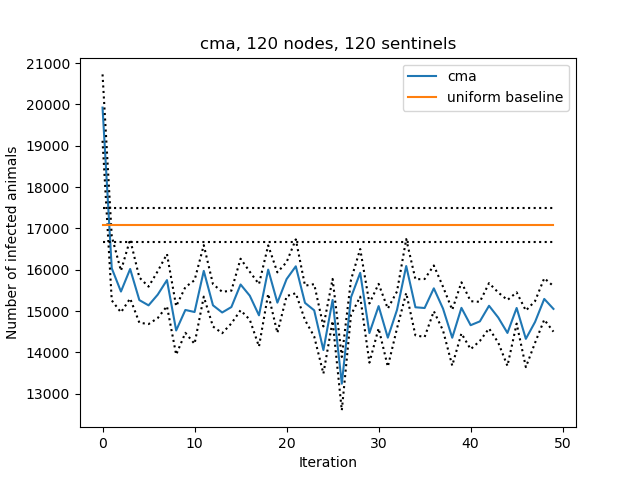 cma, 120 nodes, 120 sentinels
21000
20000
19000
18000
17000
16000
15000
14000
13000
Number of infected animals
cma
uniform baseline
0 10 20 30 40 50
Iteration